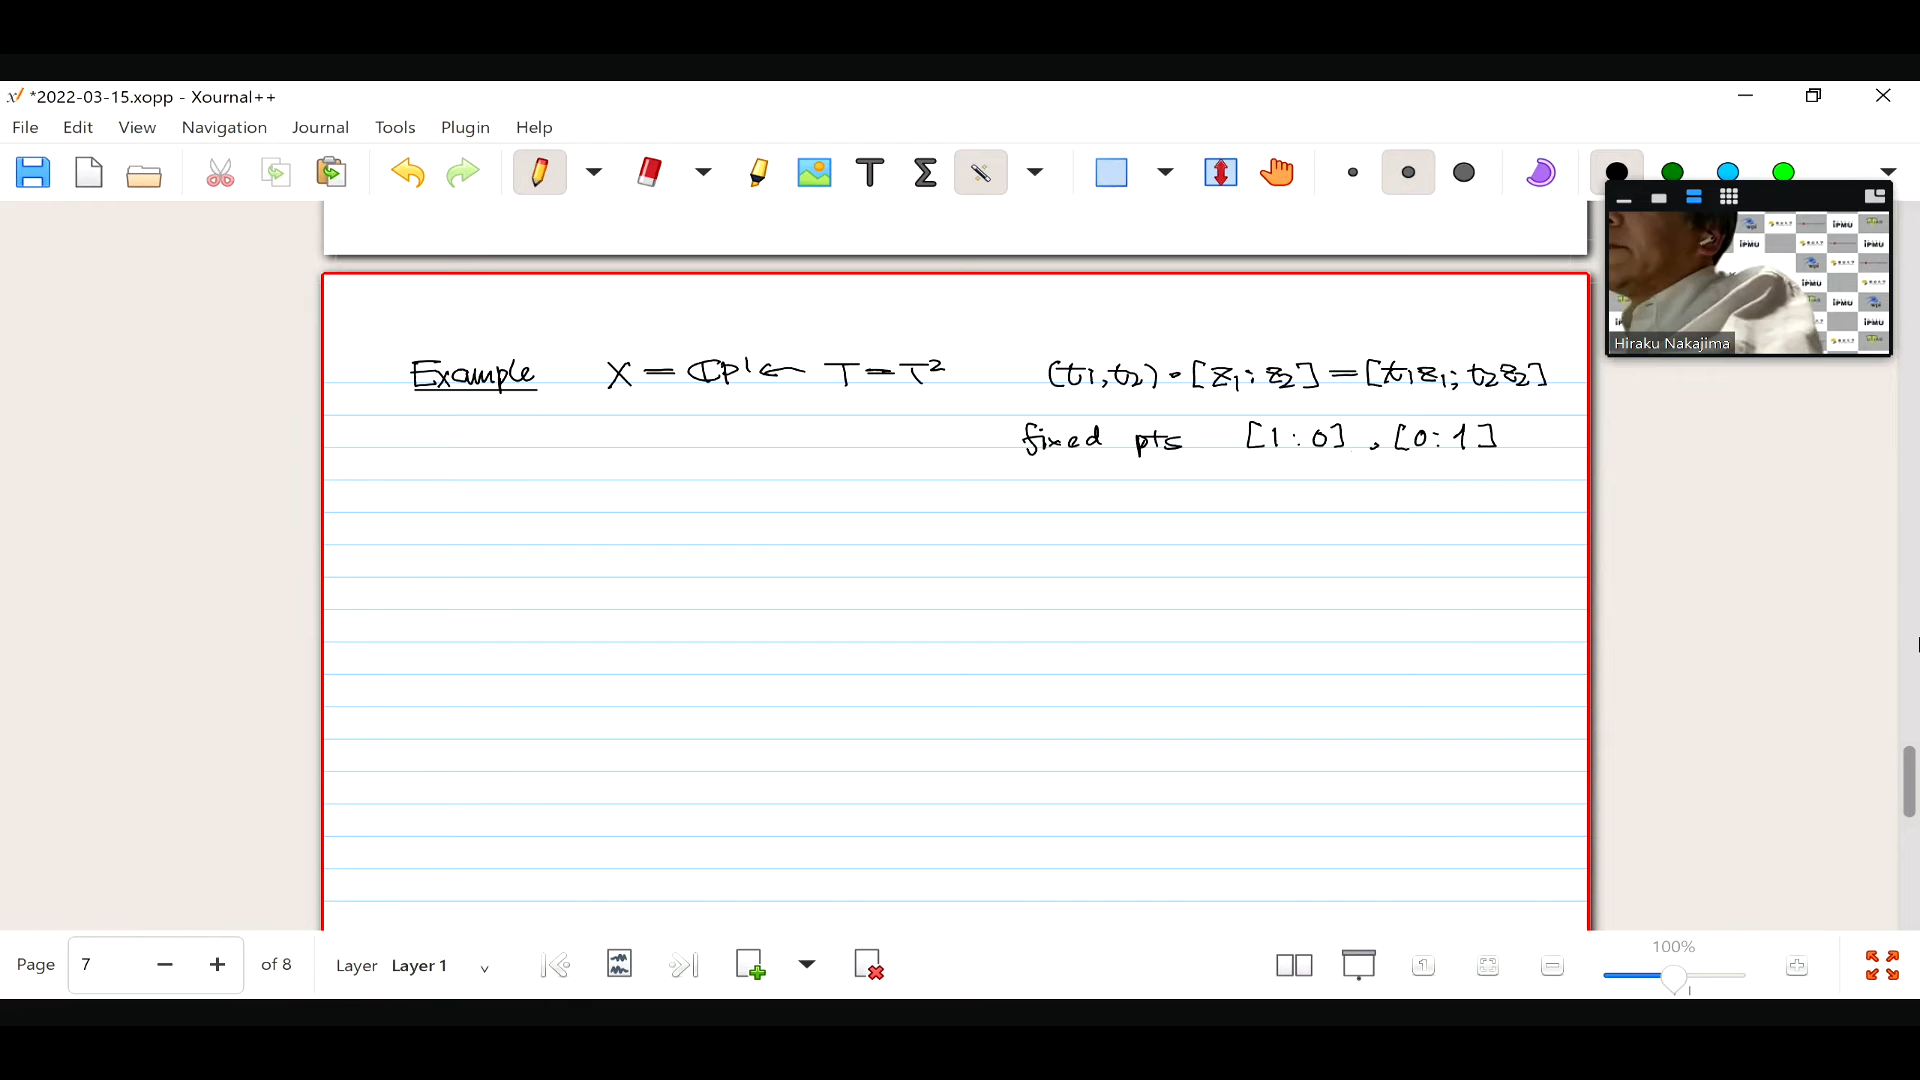 *2022-03-15.xopp - Xournal++
File Edit View Navigation Journal Tools Plugin Help
Hiraku Nakajima
Example X = ℂP¹ ← T = T² (t₁, t₂) · [z₁ : z₂] = [t₁z₁ ; t₂z₂]
fixed pts [1 : 0] , [0 : 1]
Page 7 of 8 Layer Layer 1 100%